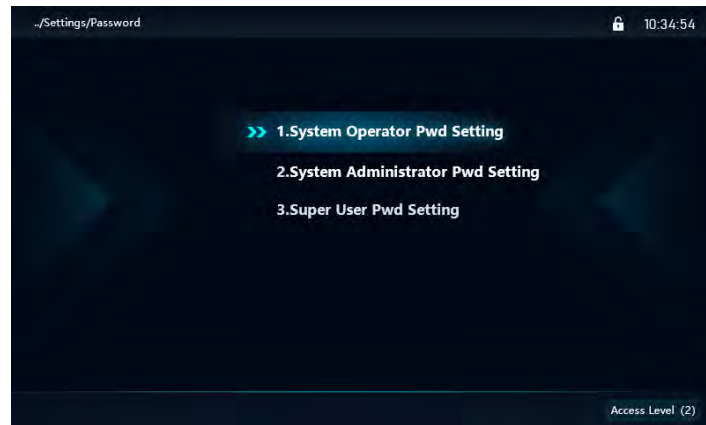 ../Settings/Password
10:34:54
1.System Operator Pwd Setting
2.System Administrator Pwd Setting
3.Super User Pwd Setting
Access Level (2)